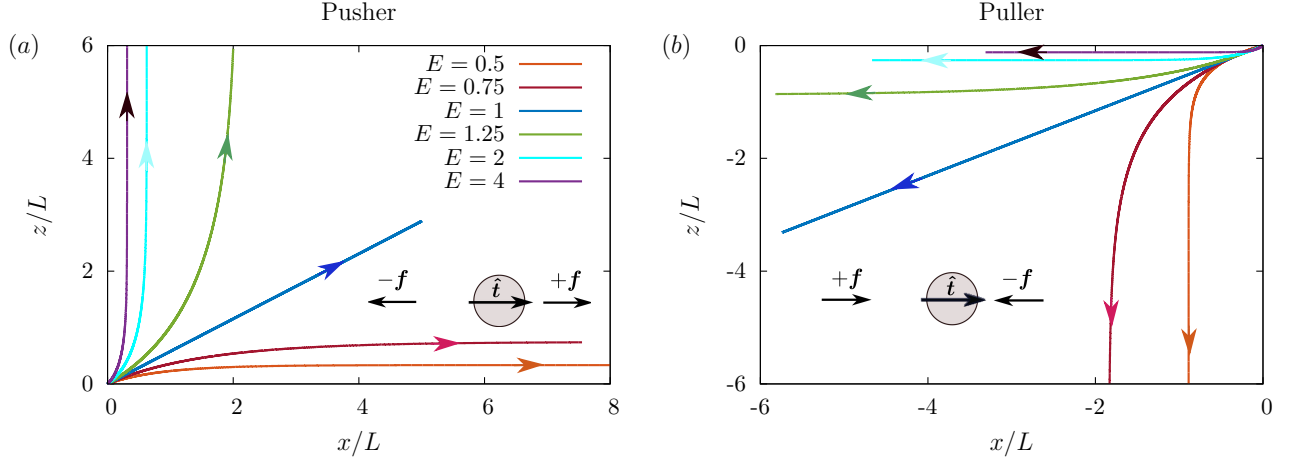 Pusher
(a)
6
4
2
0
z/L
0 2 4 6 8
x/L
E = 0.5
E = 0.75
E = 1
E = 1.25
E = 2
E = 4
−f t̂ +f
Puller
(b)
0
-2
-4
-6
z/L
-6 -4 -2 0
x/L
+f t̂ −f